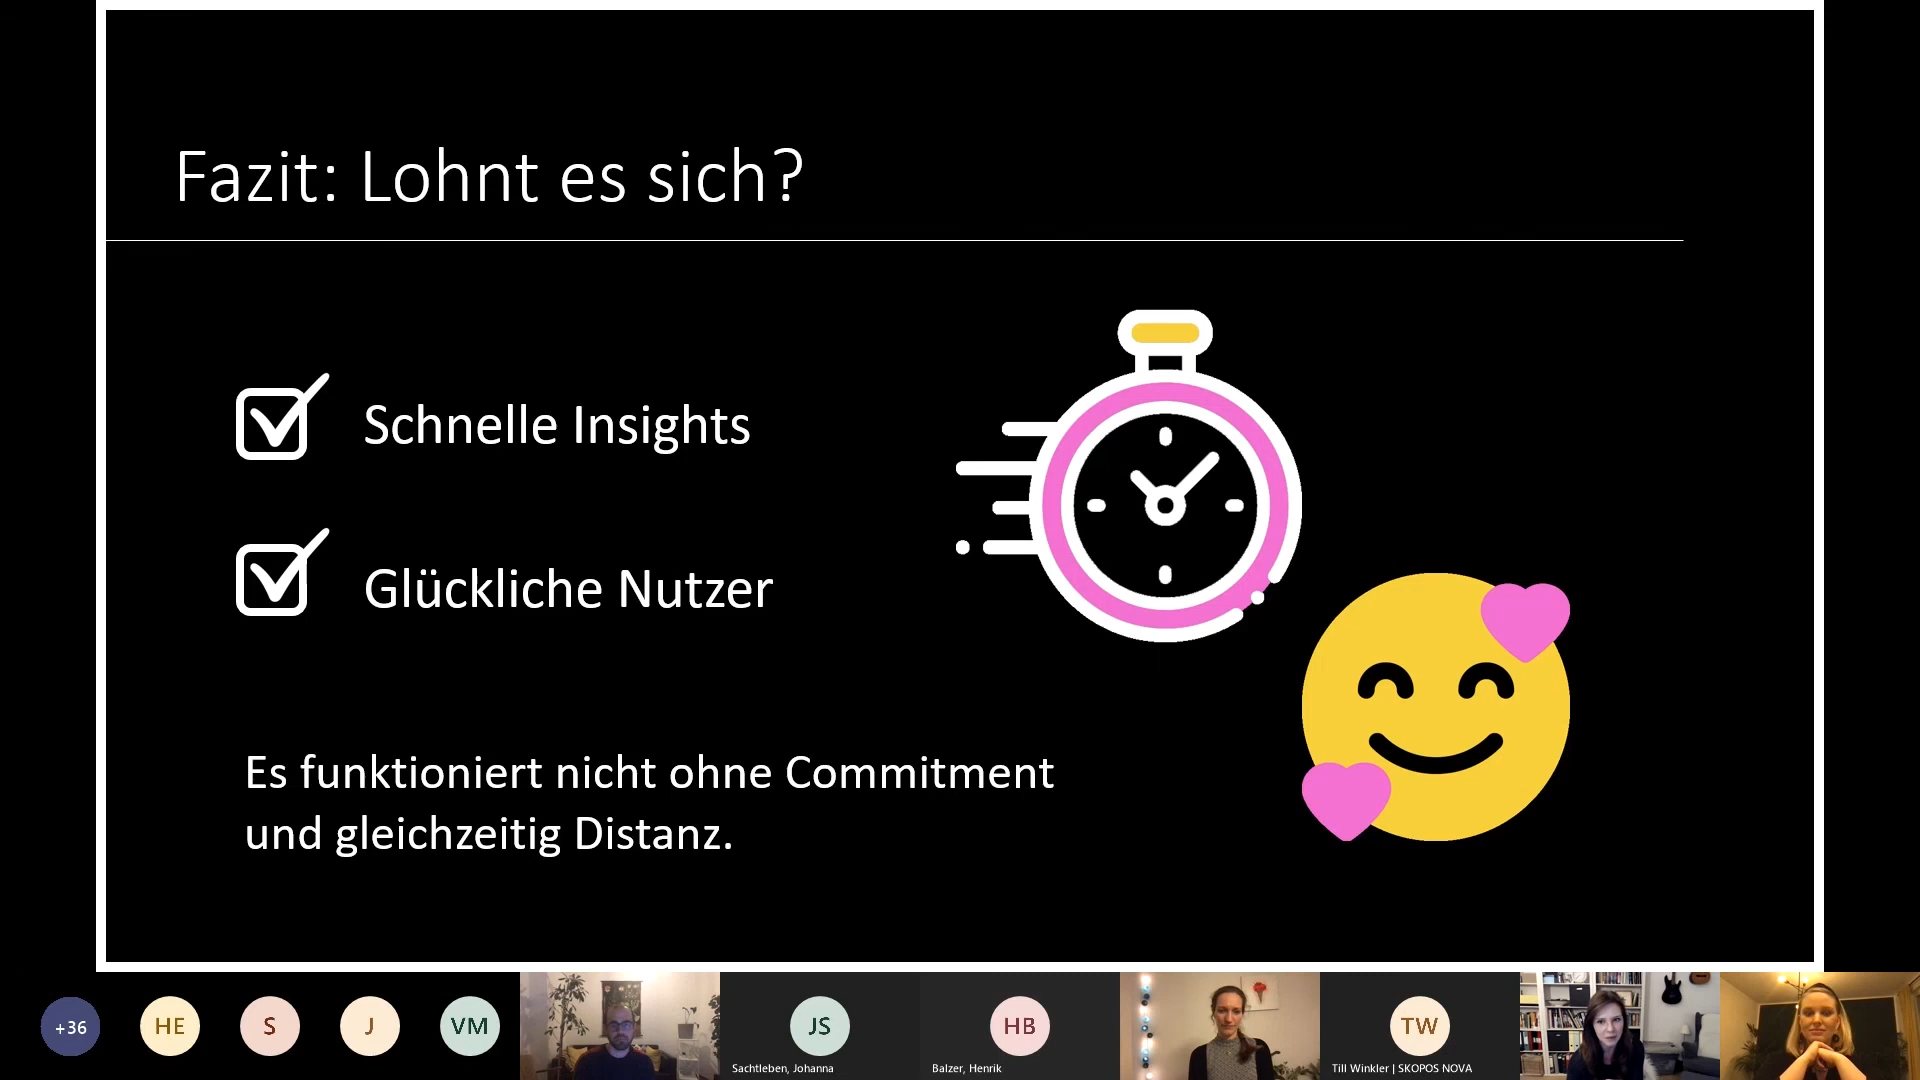 Fazit: Lohnt es sich?
Schnelle Insights
Glückliche Nutzer
Es funktioniert nicht ohne Commitment
und gleichzeitig Distanz.
+36
HE
S
J
VM
JS
Sachtleben, Johanna
HB
Balzer, Henrik
TW
Till Winkler | SKOPOS NOVA